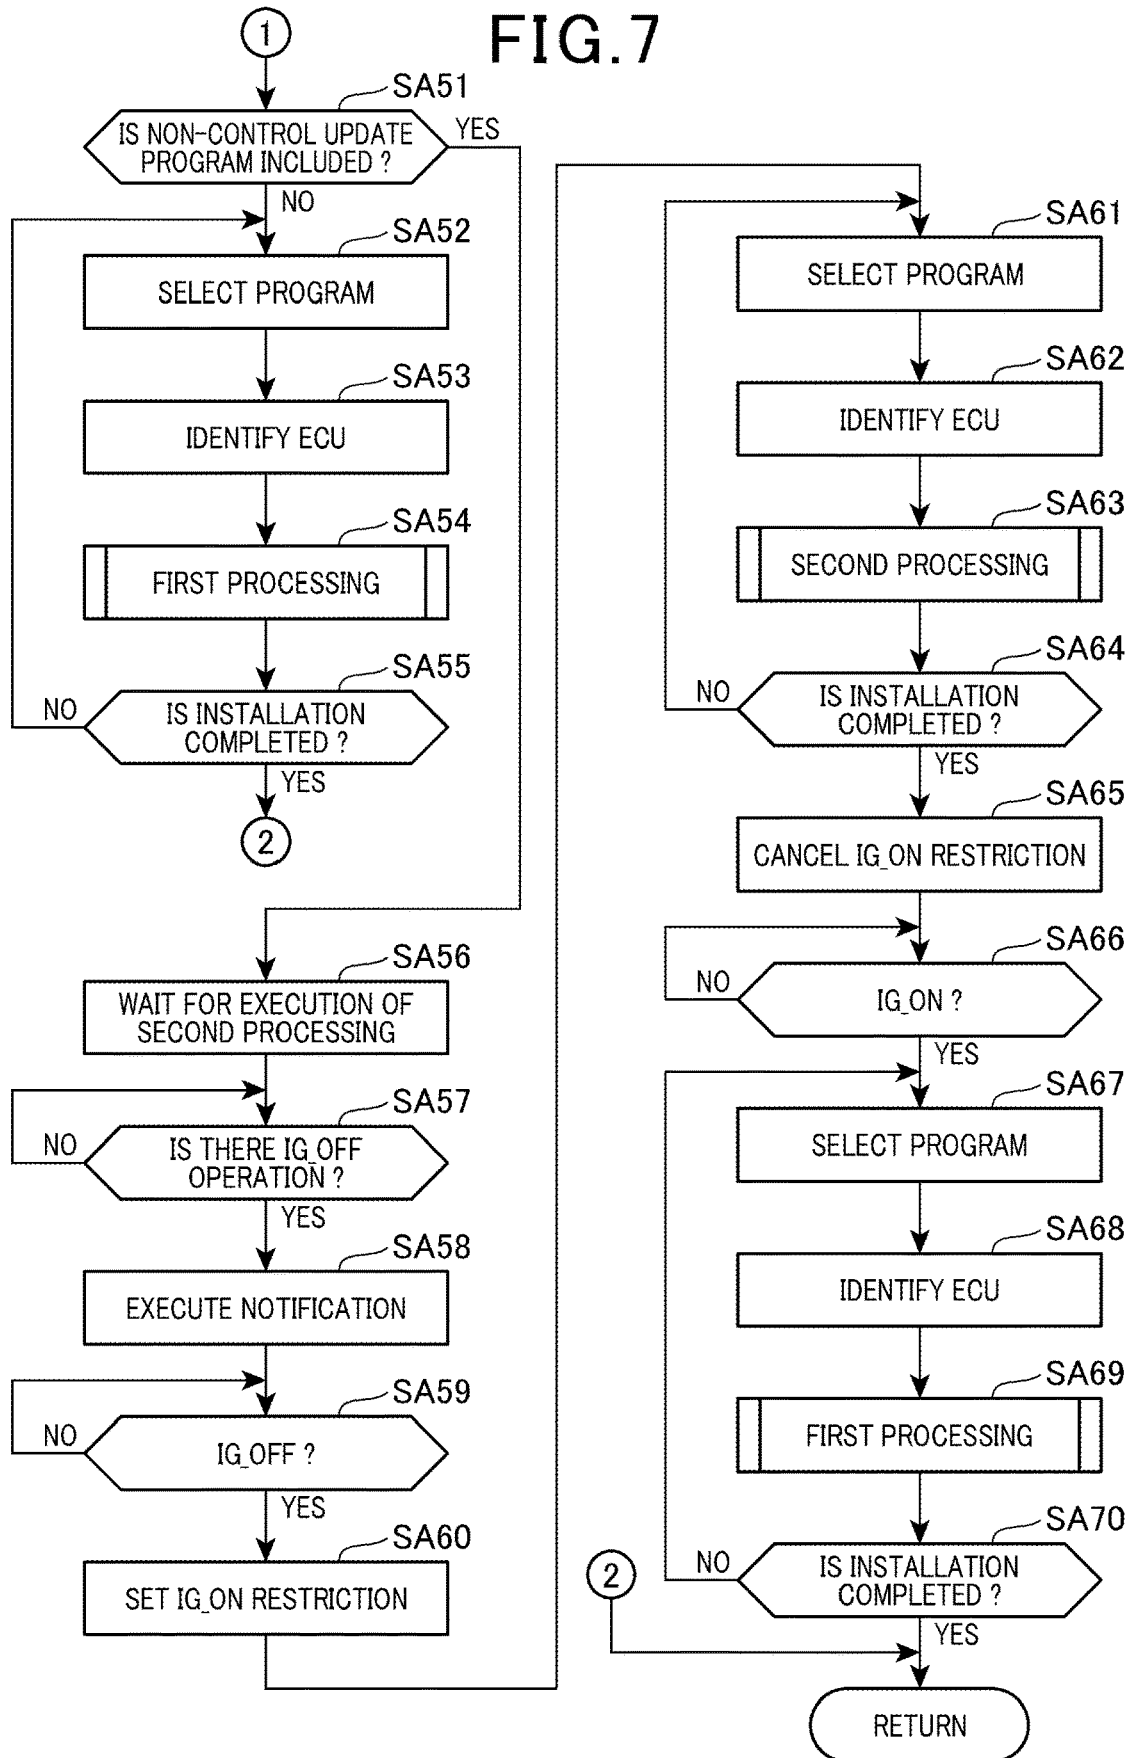 FIG.7
1
SA51
IS NON-CONTROL UPDATE
PROGRAM INCLUDED ?
YES
NO
SA52
SELECT PROGRAM
SA53
IDENTIFY ECU
SA54
FIRST PROCESSING
SA55
NO
IS INSTALLATION
COMPLETED ?
YES
2
SA56
WAIT FOR EXECUTION OF
SECOND PROCESSING
SA57
NO
IS THERE IG_OFF
OPERATION ?
YES
SA58
EXECUTE NOTIFICATION
SA59
NO
IG_OFF ?
YES
SA60
SET IG_ON RESTRICTION
SA61
SELECT PROGRAM
SA62
IDENTIFY ECU
SA63
SECOND PROCESSING
SA64
NO
IS INSTALLATION
COMPLETED ?
YES
SA65
CANCEL IG_ON RESTRICTION
SA66
NO
IG_ON ?
YES
SA67
SELECT PROGRAM
SA68
IDENTIFY ECU
SA69
FIRST PROCESSING
SA70
NO
IS INSTALLATION
COMPLETED ?
2
YES
RETURN